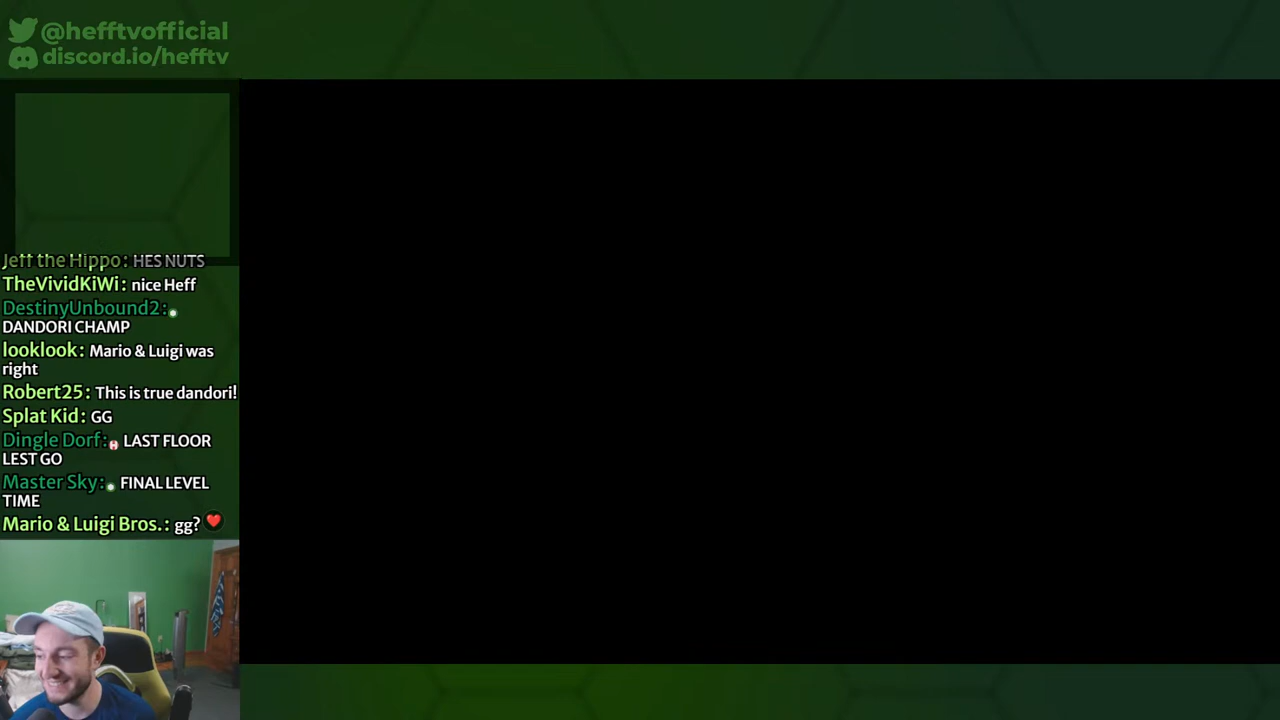 @hefftvofficial
discord.io/hefftv
Jeff the Hippo: HES NUTS
TheVividKiWi: nice Heff
DestinyUnbound2:
DANDORI CHAMP
looklook: Mario & Luigi was
right
Robert25: This is true dandori!
Splat Kid: GG
Dingle Dorf: LAST FLOOR
LEST GO
Master Sky: FINAL LEVEL
TIME
Mario & Luigi Bros.: gg? ❤️